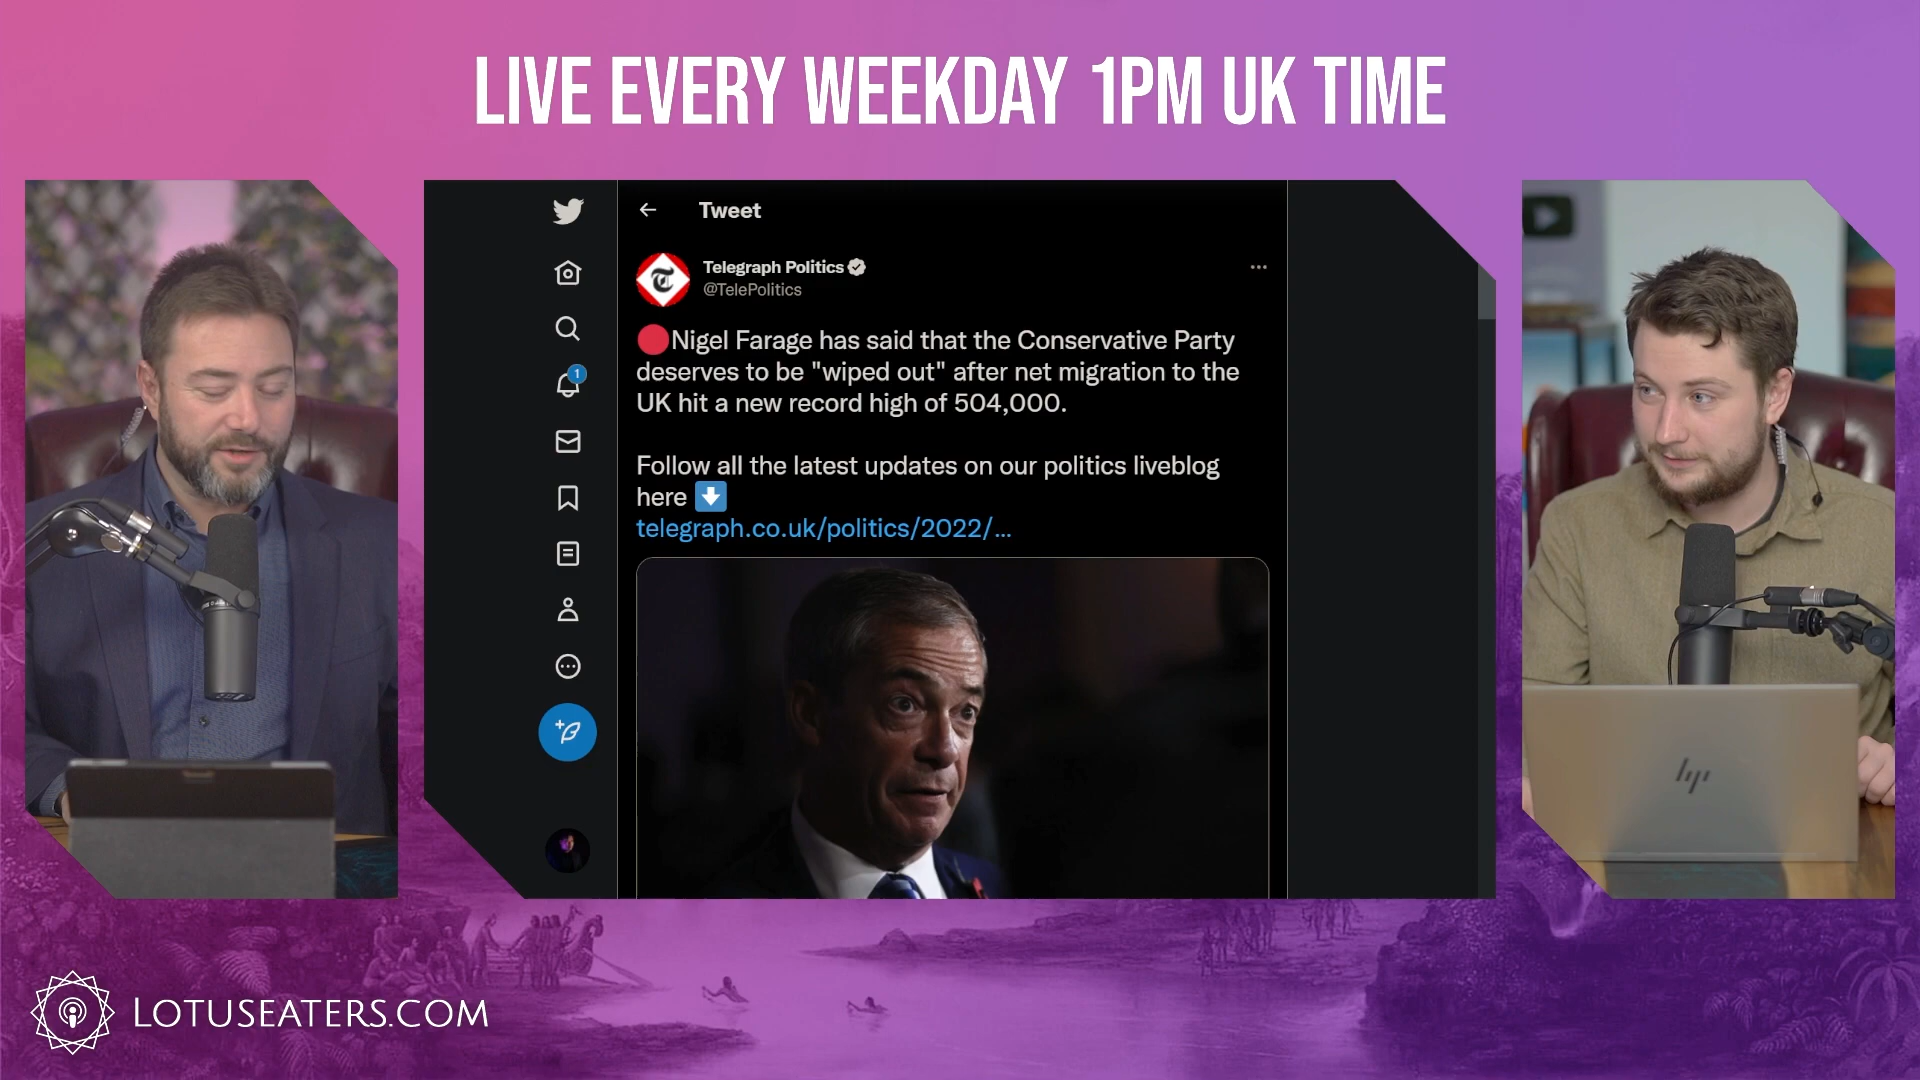 LIVE EVERY WEEKDAY 1PM UK TIME
Tweet
Telegraph Politics
@TelePolitics
Nigel Farage has said that the Conservative Party
deserves to be "wiped out" after net migration to the
UK hit a new record high of 504,000.
Follow all the latest updates on our politics liveblog
here
telegraph.co.uk/politics/2022/...
1
hp
LOTUSEATERS.COM